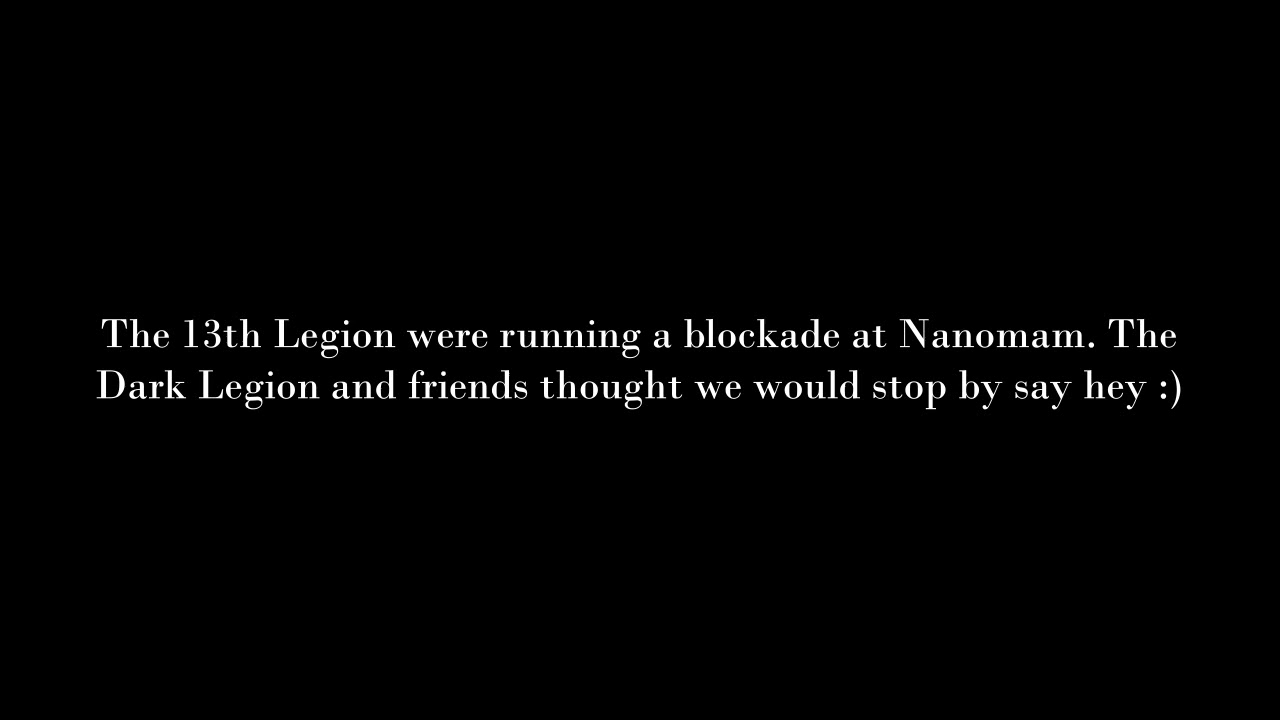 The 13th Legion were running a blockade at Nanomam. The
Dark Legion and friends thought we would stop by say hey :)